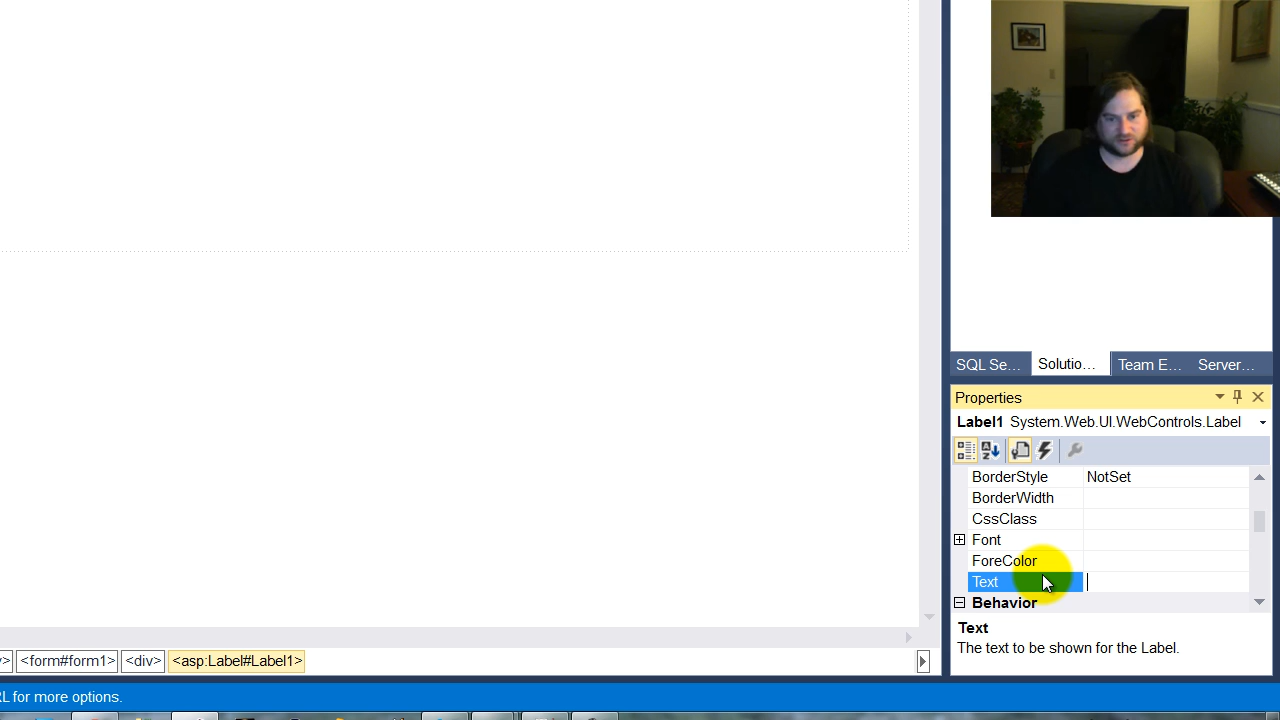 SQL Se...
Solutio...
Team E...
Server...
Properties
Label1 System.Web.UI.WebControls.Label
BorderStyle NotSet
BorderWidth
CssClass
Font
ForeColor
Text
Behavior
Text
The text to be shown for the Label.
<form#form1>
<div>
<asp:Label#Label1>
L for more options.